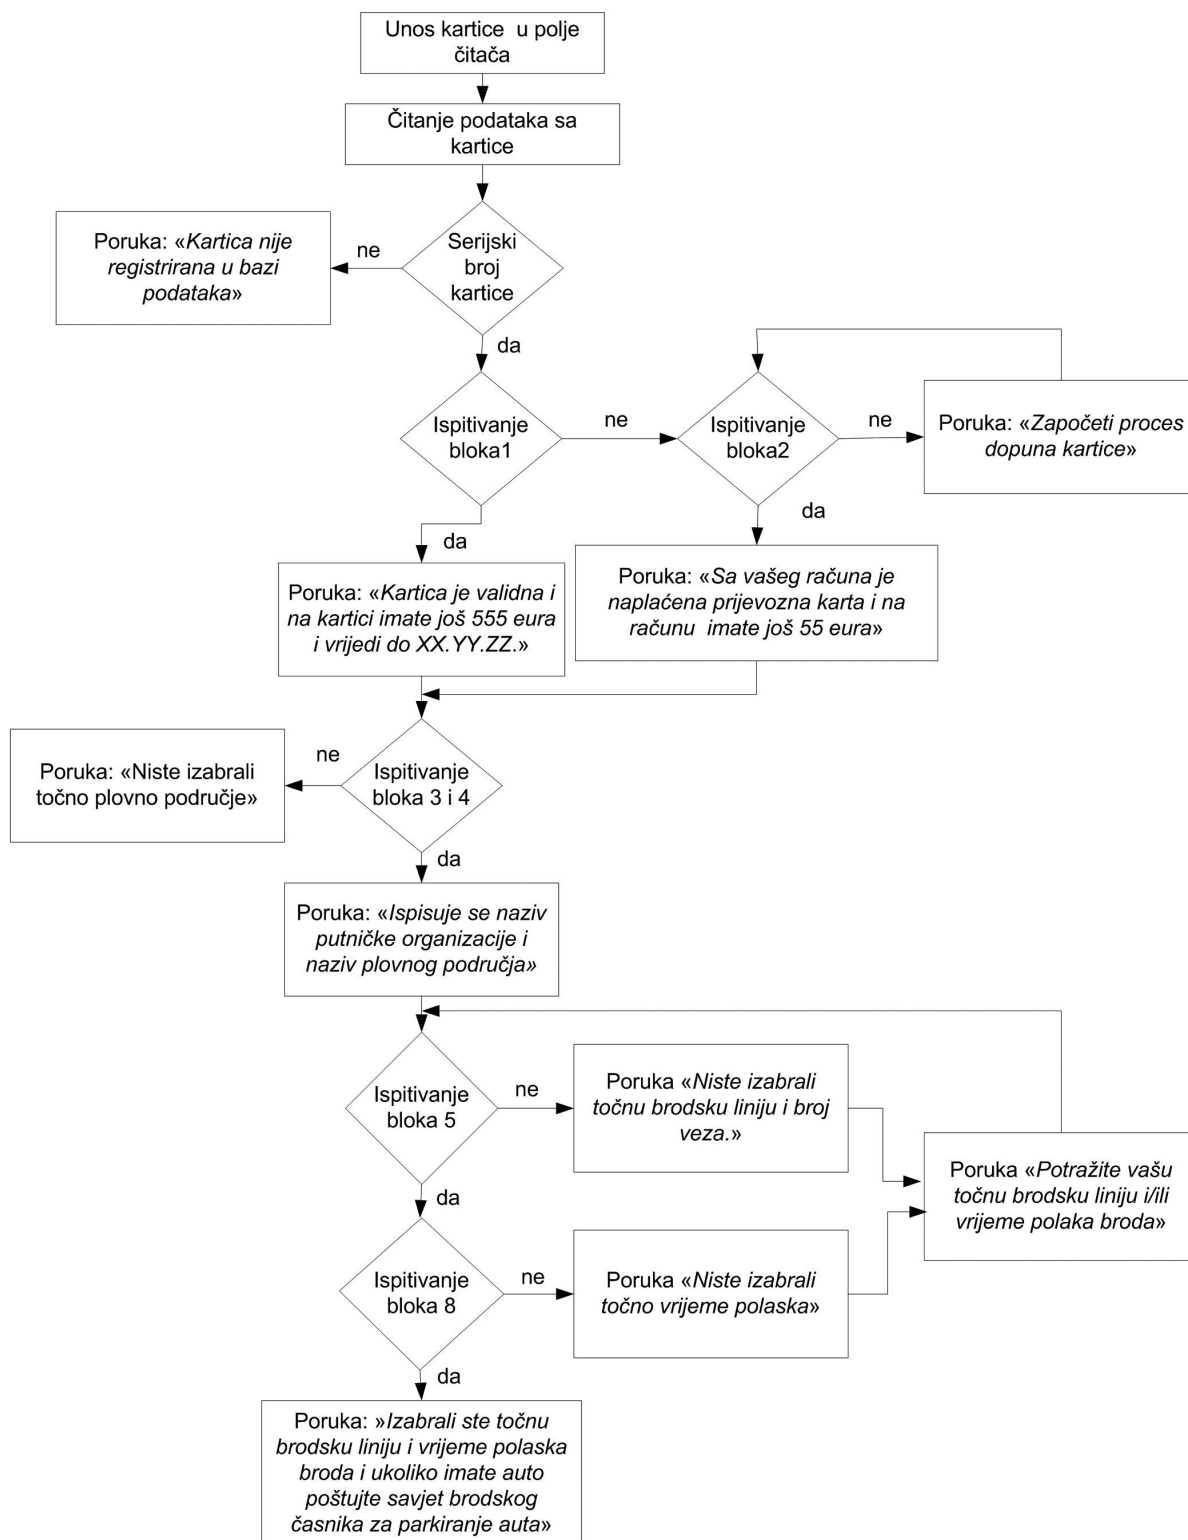 Unos kartice  u polje
čitača
Čitanje podataka sa
kartice
Serijski
broj
kartice
ne
Poruka: «Kartica nije
registrirana u bazi
podataka»
da
Ispitivanje
bloka1
ne
Ispitivanje
bloka2
ne
Poruka: «Započeti proces
dopuna kartice»
da
da
Poruka: «Kartica je validna i
na kartici imate još 555 eura
i vrijedi do XX.YY.ZZ.»
Poruka: «Sa vašeg računa je
naplaćena prijevozna karta i na
računu  imate još 55 eura»
Ispitivanje
bloka 3 i 4
ne
Poruka: «Niste izabrali
točno plovno područje»
da
Poruka: «Ispisuje se naziv
putničke organizacije i
naziv plovnog područja»
Ispitivanje
bloka 5
ne
Poruka «Niste izabrali
točnu brodsku liniju i broj
veza.»
Poruka «Potražite vašu
točnu brodsku liniju i/ili
vrijeme polaka broda»
da
Ispitivanje
bloka 8
ne
Poruka «Niste izabrali
točno vrijeme polaska»
da
Poruka: »Izabrali ste točnu
brodsku liniju i vrijeme polaska
broda i ukoliko imate auto
poštujte savjet brodskog
časnika za parkiranje auta»